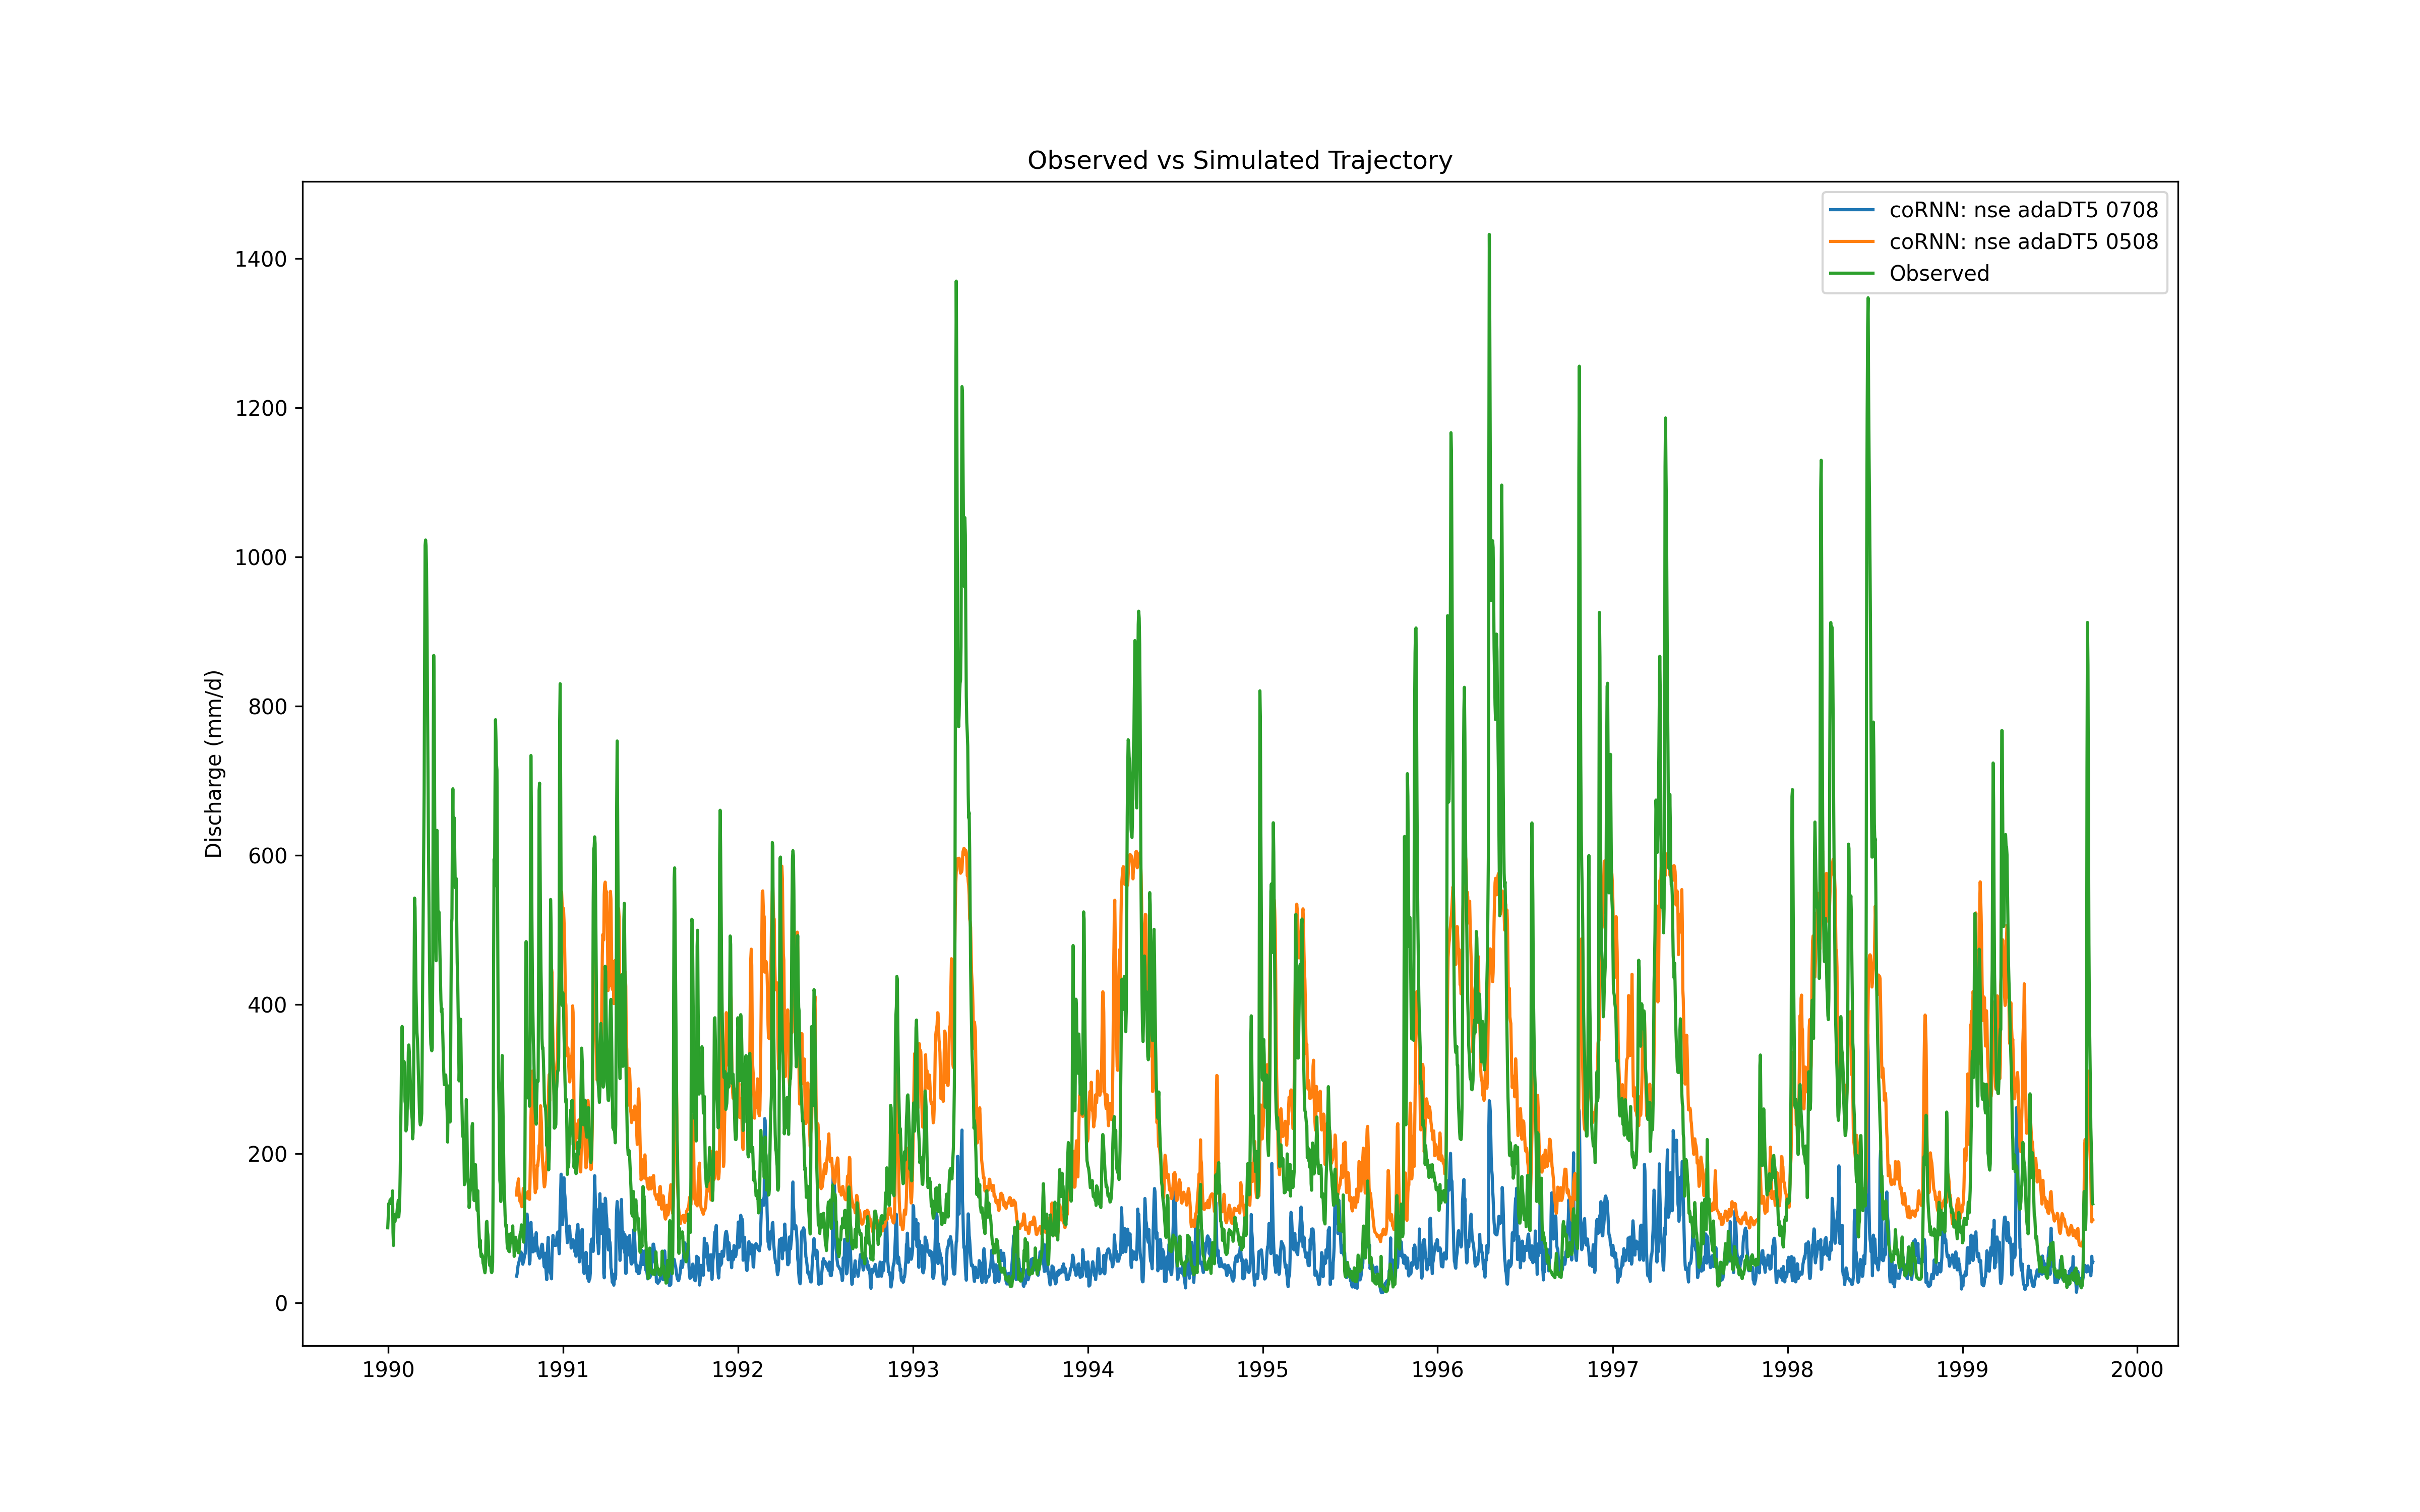 Observed vs Simulated Trajectory
coRNN: nse adaDT5 0708
coRNN: nse adaDT5 0508
Observed
Discharge (mm/d)
1400
1200
1000
800
600
400
200
0
1990 1991 1992 1993 1994 1995 1996 1997 1998 1999 2000